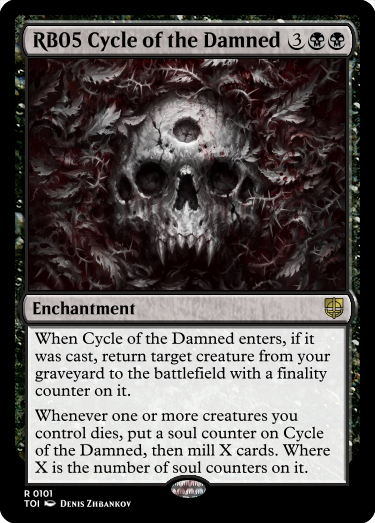 RB05 Cycle of the Damned 3
Enchantment
When Cycle of the Damned enters, if it
was cast, return target creature from your
graveyard to the battlefield with a finality
counter on it.
Whenever one or more creatures you
control dies, put a soul counter on Cycle
of the Damned, then mill X cards. Where
X is the number of soul counters on it.
R 0101
TOI Denis Zhbankov